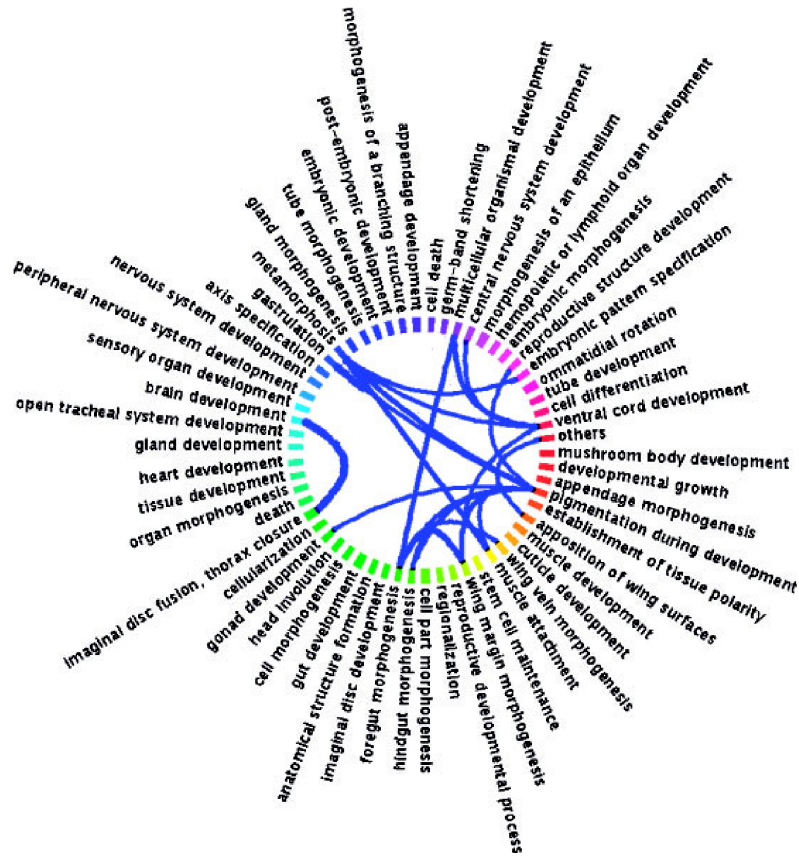 morphogenesis of a branching structure
appendage development
cell death
germ-band shortening
multicellular organismal development
central nervous system development
morphogenesis of an epithelium
hemopoietic or lymphoid organ development
embryonic morphogenesis
reproductive structure development
embryonic pattern specification
ommatidial rotation
tube development
cell differentiation
ventral cord development
others
mushroom body development
developmental growth
appendage morphogenesis
pigmentation during development
establishment of tissue polarity
apposition of wing surfaces
muscle development
cuticle development
wing vein morphogenesis
muscle attachment
stem cell maintenance
wing margin morphogenesis
reproductive developmental process
regionalization
cell part morphogenesis
hindgut morphogenesis
foregut morphogenesis
imaginal disc development
anatomical structure formation
gut development
cell morphogenesis
head involution
gonad development
cellularization
imaginal disc fusion, thorax closure
death
organ morphogenesis
tissue development
heart development
gland development
open tracheal system development
brain development
sensory organ development
peripheral nervous system development
nervous system development
axis specification
gastrulation
metamorphosis
gland morphogenesis
tube morphogenesis
embryonic development
post-embryonic development